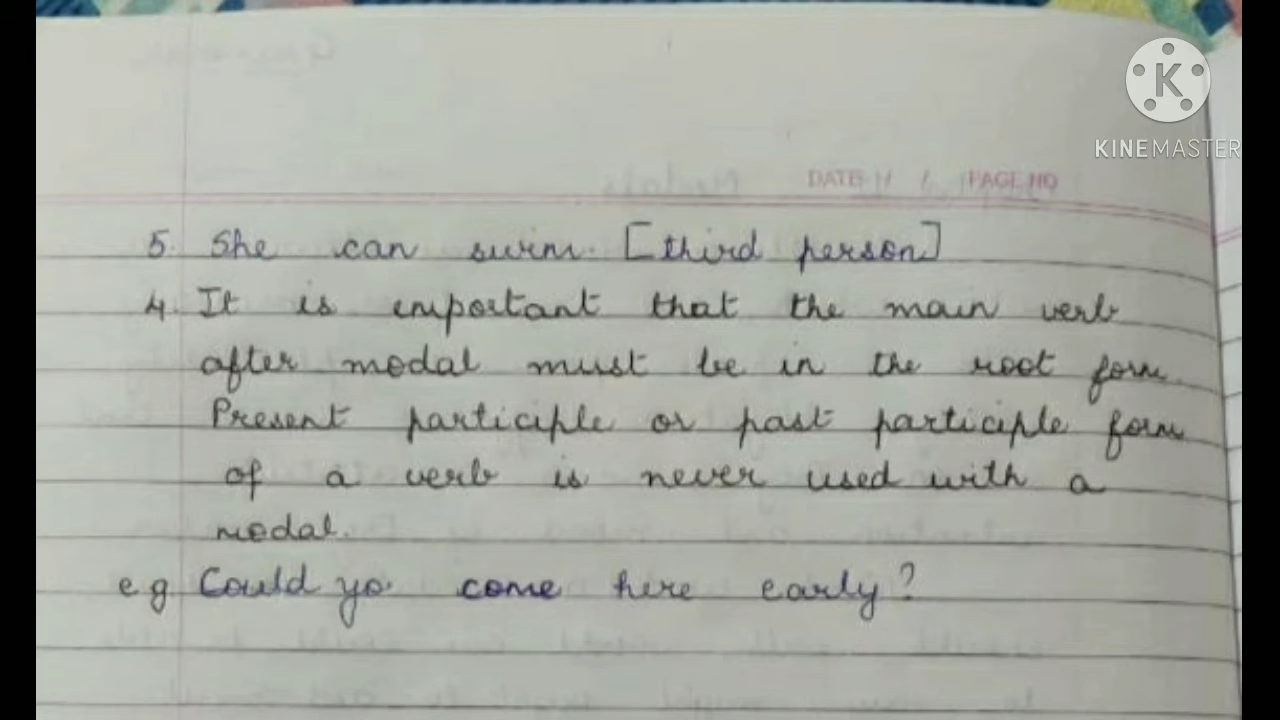 K
KINEMASTER
DATE PAGE NO
5. She can swim. [third person]
4. It is important that the main verb
after modal must be in the root form.
Present participle or past participle form
of a verb is never used with a
modal.
e.g. Could yo. come here early?